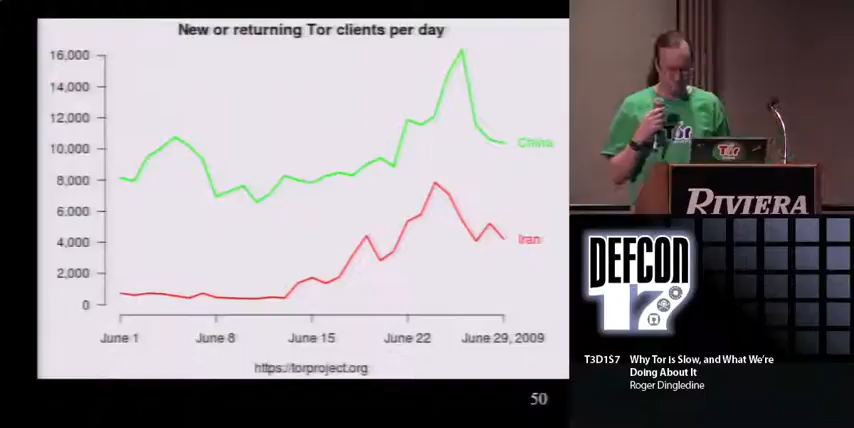 New or returning Tor clients per day
16,000
14,000
12,000
10,000
8,000
6,000
4,000
2,000
0
China
Iran
June 1
June 8
June 15
June 22
June 29, 2009
https://torproject.org
50
Tor
Tor
RIVIERA
DEFCON
17
T3D1S7 Why Tor is Slow, and What We're
Doing About It
Roger Dingledine